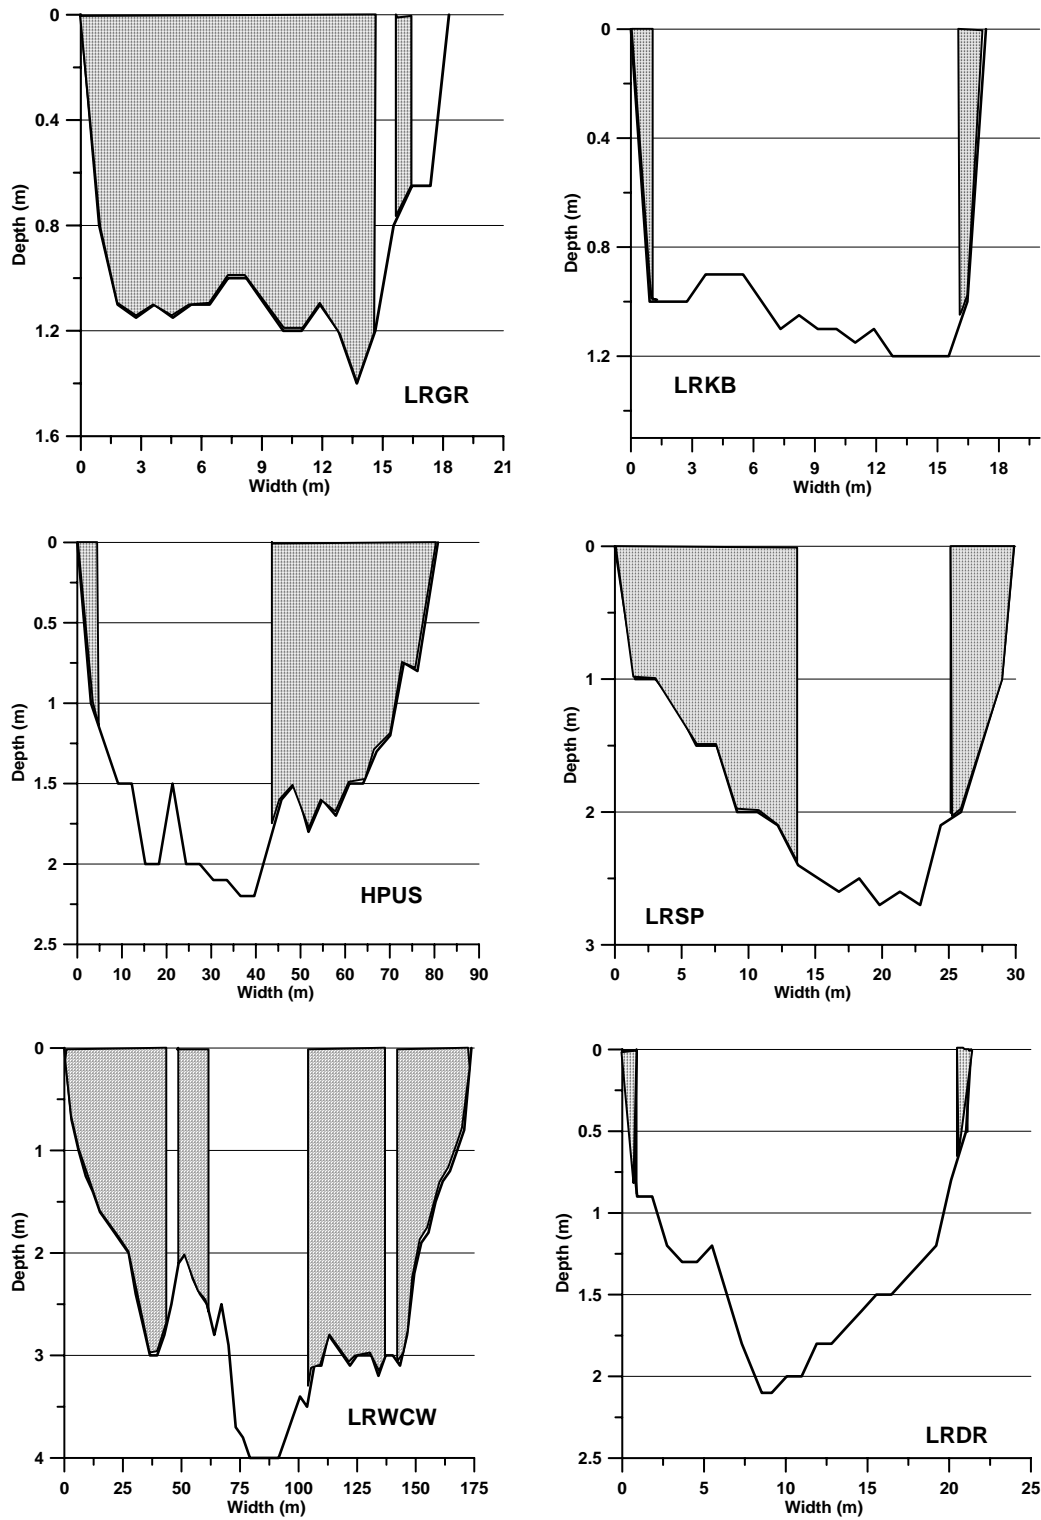 0
0.4
0.8
1.2
1.6
Depth (m)
0 3 6 9 12 15 18 21
Width (m)
LRGR
0
0.4
0.8
1.2
Depth (m)
0 3 6 9 12 15 18
Width (m)
LRKB
0
0.5
1
1.5
2
2.5
Depth (m)
0 10 20 30 40 50 60 70 80 90
Width (m)
HPUS
0
1
2
3
Depth (m)
0 5 10 15 20 25 30
Width (m)
LRSP
0
1
2
3
4
Depth (m)
0 25 50 75 100 125 150 175
Width (m)
LRWCW
0
0.5
1
1.5
2
2.5
Depth (m)
0 5 10 15 20 25
Width (m)
LRDR